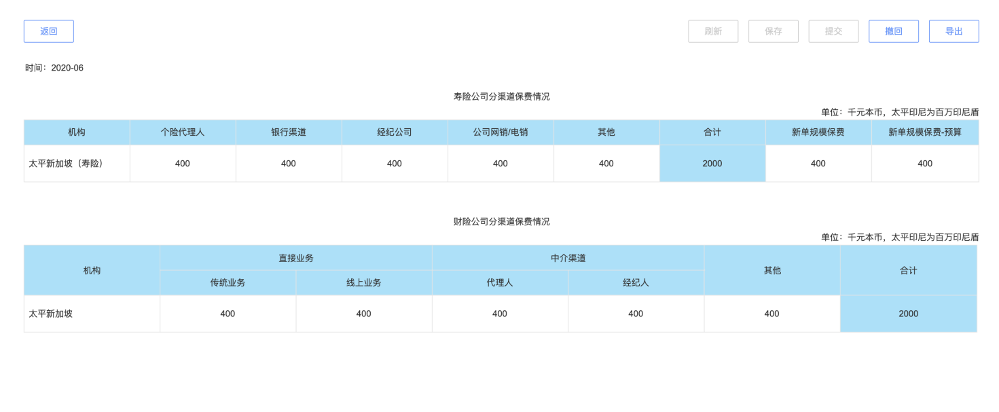 返回 刷新 保存 提交 撤回 导出
时间：2020-06
寿险公司分渠道保费情况
单位：千元本币，太平印尼为百万印尼盾
机构 个险代理人 银行渠道 经纪公司 公司网销/电销 其他 合计 新单规模保费 新单规模保费-预算
太平新加坡（寿险） 400 400 400 400 400 2000 400 400
财险公司分渠道保费情况
单位：千元本币，太平印尼为百万印尼盾
机构 直接业务 中介渠道 其他 合计
传统业务 线上业务 代理人 经纪人
太平新加坡 400 400 400 400 400 2000